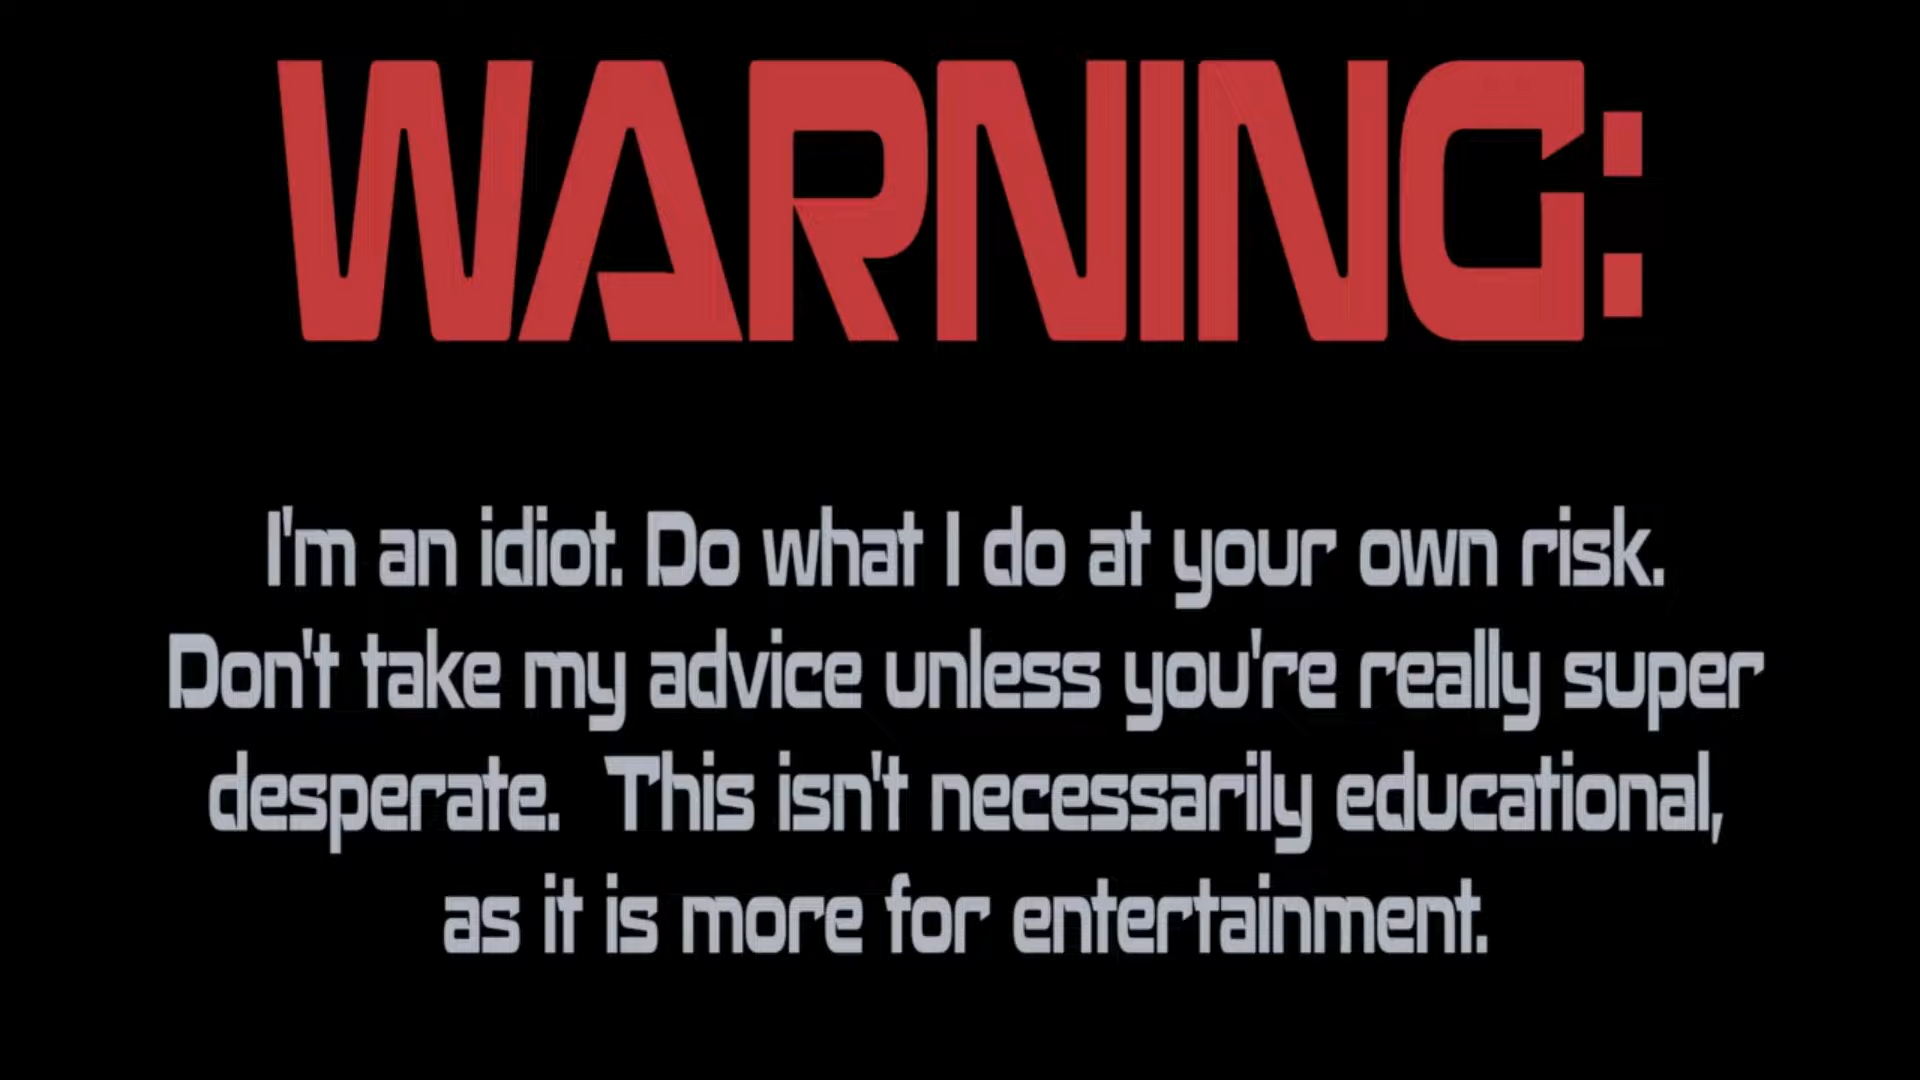 WARNING:
I'm an idiot. Do what I do at your own risk.
Don't take my advice unless you're really super
desperate.  This isn't necessarily educational,
as it is more for entertainment.